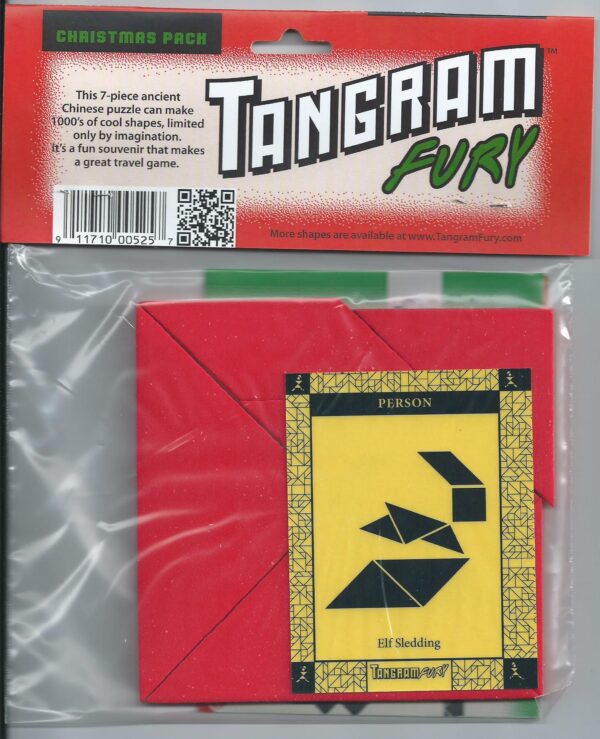 CHRISTMAS PACK
This 7-piece ancient
Chinese puzzle can make
1000's of cool shapes, limited
only by imagination.
It's a fun souvenir that makes
a great travel game.
TANGRAM™
FURY
9 11710 00525 7
More shapes are available at www.TangramFury.com
PERSON
Elf Sledding
TANGRAM FURY